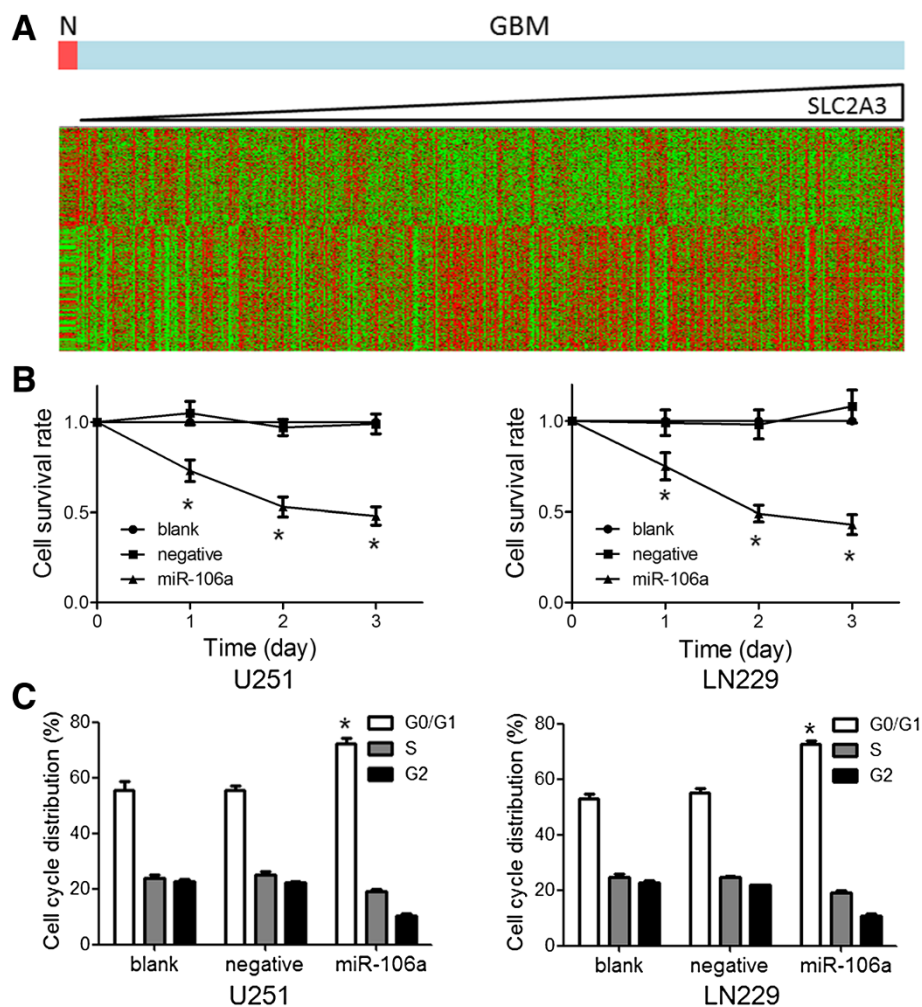 A
N
GBM
SLC2A3
B
Cell survival rate
1.0
0.5
0.0
blank
negative
miR-106a
*
*
*
0
1
2
3
Time (day)
U251
Cell survival rate
1.0
0.5
0.0
blank
negative
miR-106a
*
*
*
0
1
2
3
Time (day)
LN229
C
Cell cycle distribution (%)
80
60
40
20
0
*
G0/G1
S
G2
blank
negative
miR-106a
U251
Cell cycle distribution (%)
80
60
40
20
0
*
G0/G1
S
G2
blank
negative
miR-106a
LN229